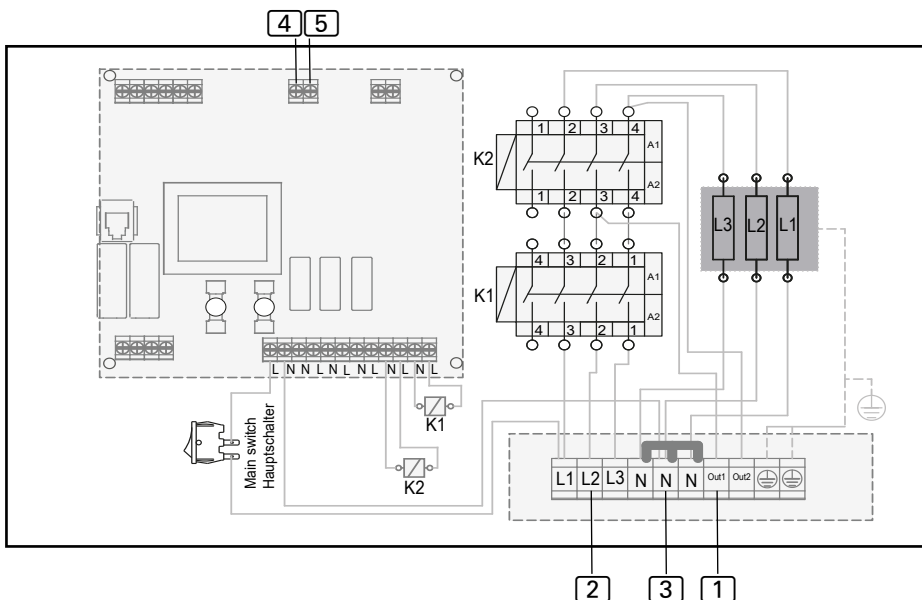 4 5
1 2 3 4
A1
K2
A2
1 2 3 4
L3 L2 L1
4 3 2 1
A1
K1
A2
4 3 2 1
L N N L N L N L N L N L
K1
Main switch
Hauptschalter
K2
L1 L2 L3 N N N Out1 Out2
2 3 1